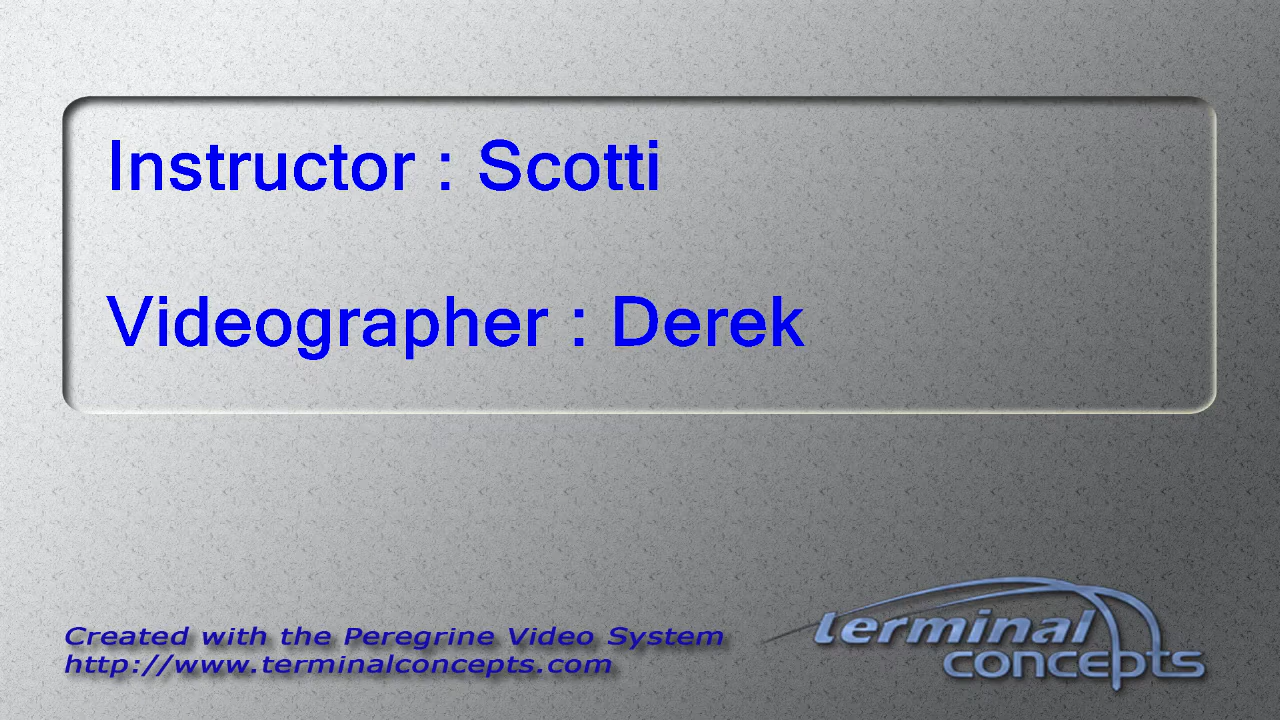 Instructor : Scotti
Videographer : Derek
Created with the Peregrine Video System
http://www.terminalconcepts.com
terminal
concepts